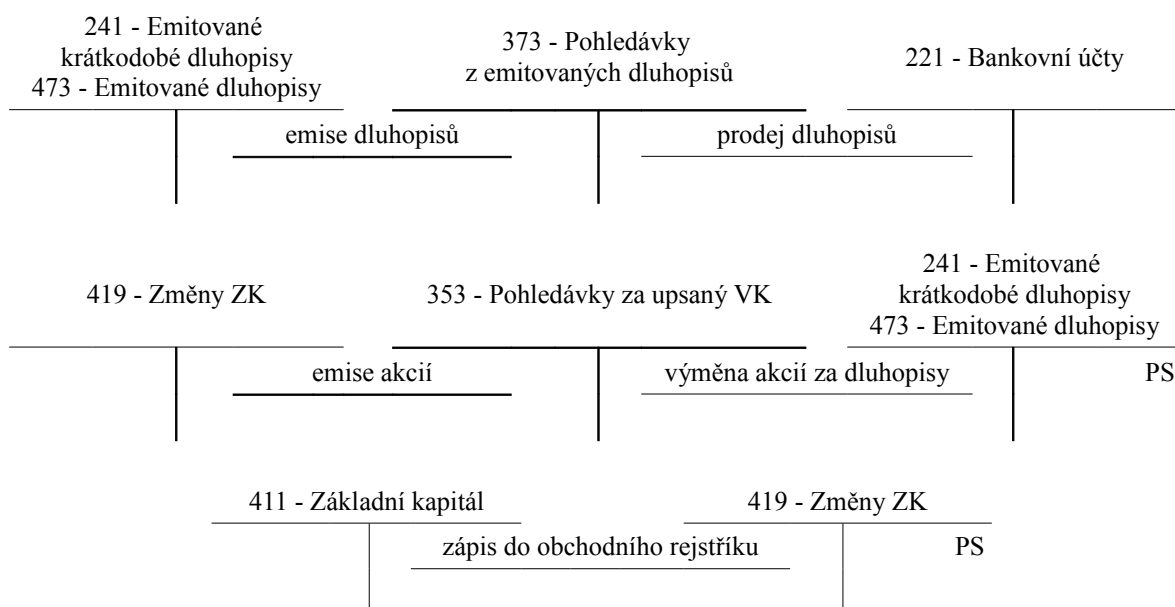 241 - Emitované
krátkodobé dluhopisy
473 - Emitované dluhopisy
373 - Pohledávky
z emitovaných dluhopisů
221 - Bankovní účty
emise dluhopisů
prodej dluhopisů
419 - Změny ZK
353 - Pohledávky za upsaný VK
241 - Emitované
krátkodobé dluhopisy
473 - Emitované dluhopisy
emise akcií
výměna akcií za dluhopisy
PS
411 - Základní kapitál
419 - Změny ZK
zápis do obchodního rejstříku
PS